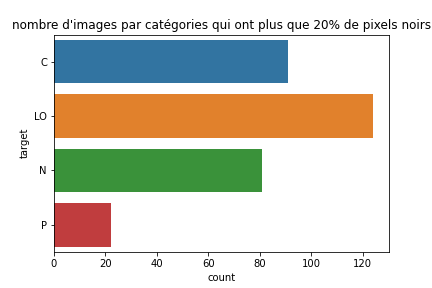 nombre d'images par catégories qui ont plus que 20% de pixels noirs
C
LO
N
P
target
0 20 40 60 80 100 120
count